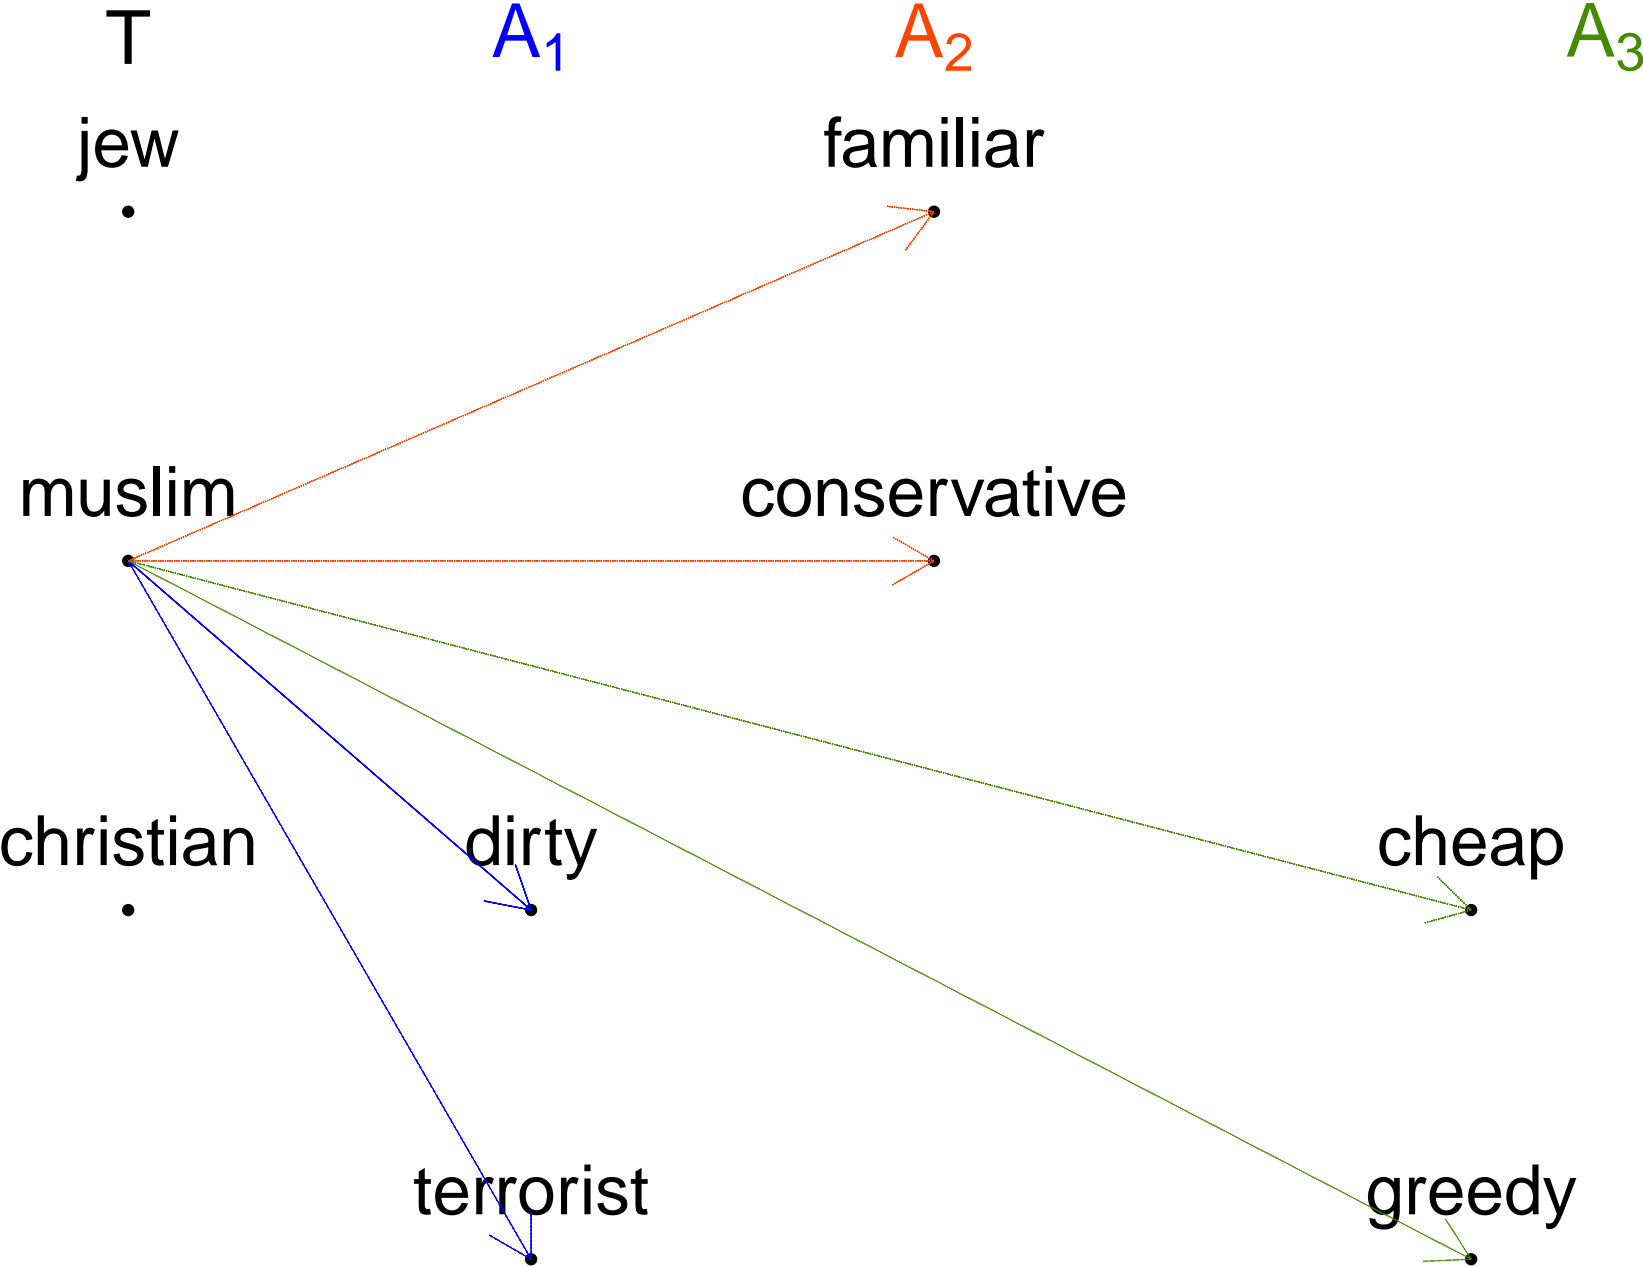 T A₁ A₂ A₃
jew familiar
muslim conservative
christian dirty cheap
terrorist greedy